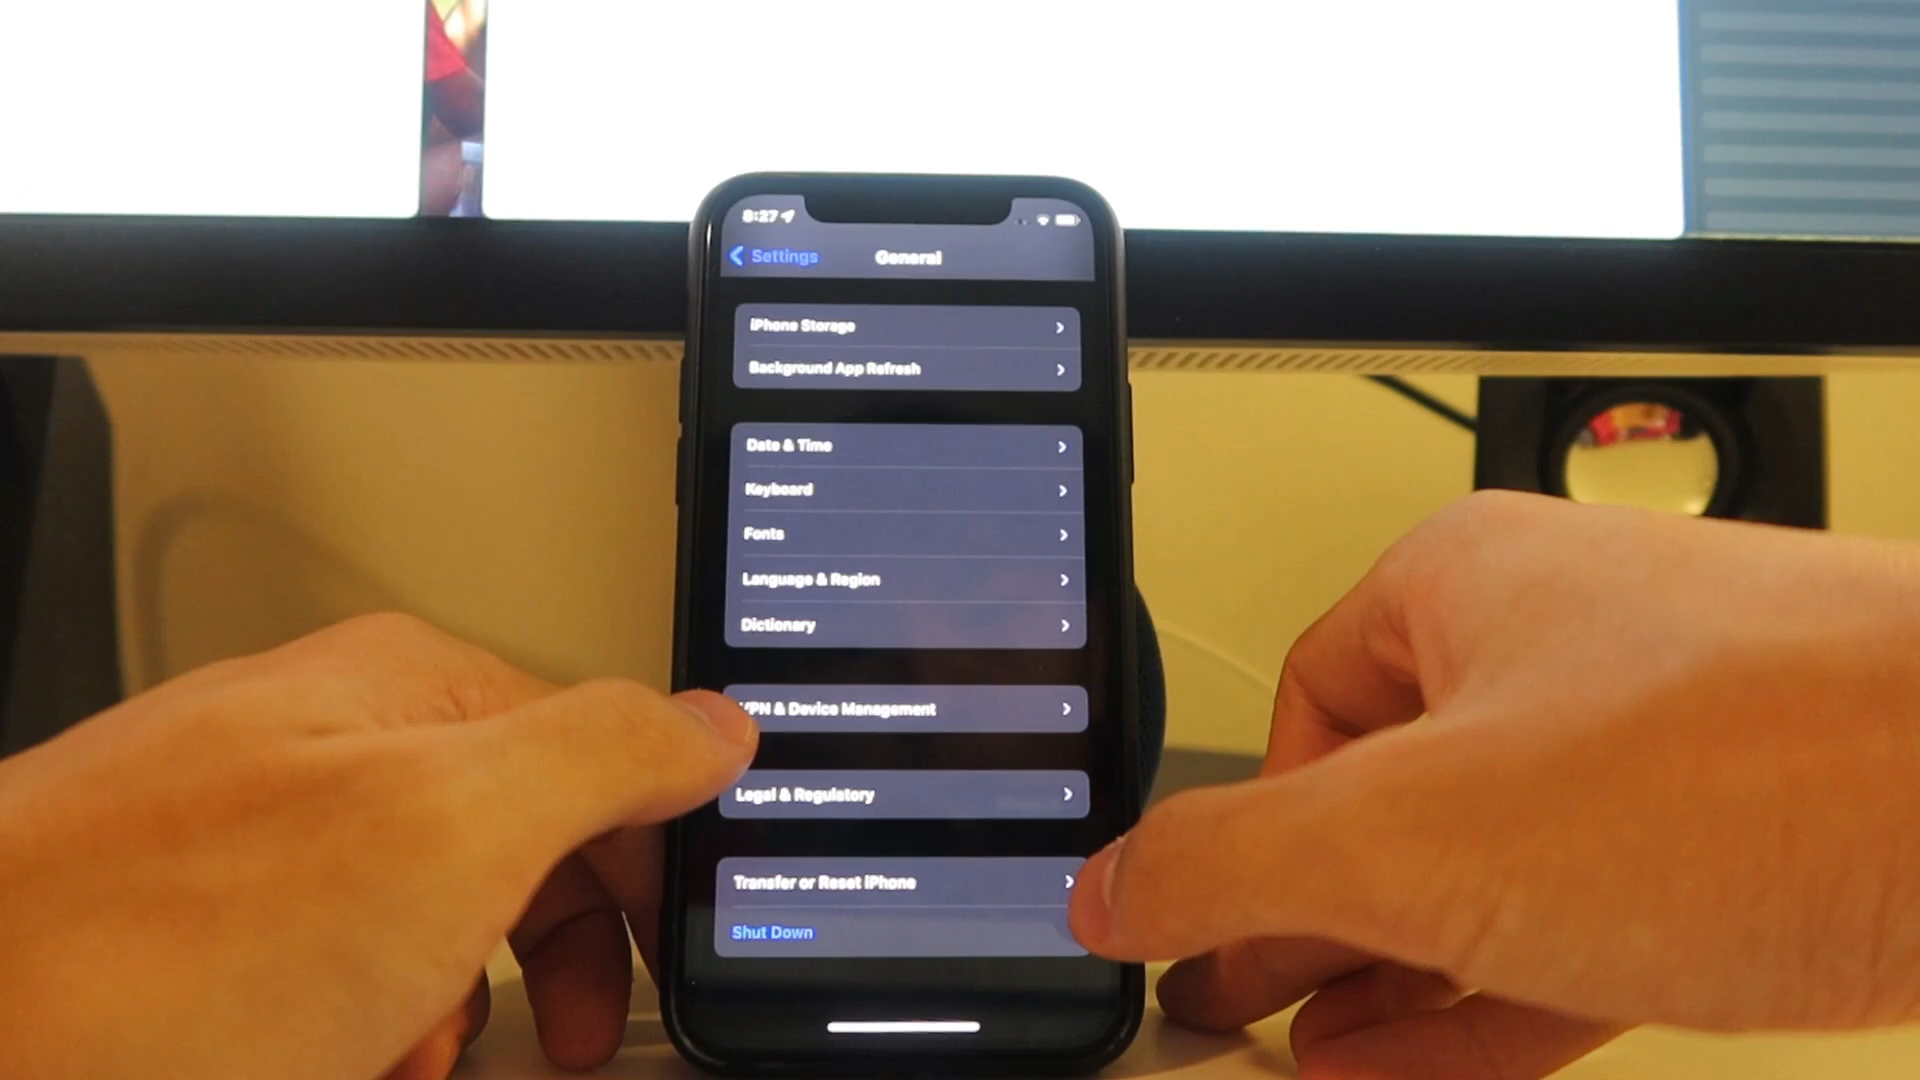 8:27
Settings
General
iPhone Storage
Background App Refresh
Date & Time
Keyboard
Fonts
Language & Region
Dictionary
VPN & Device Management
Legal & Regulatory
Transfer or Reset iPhone
Shut Down